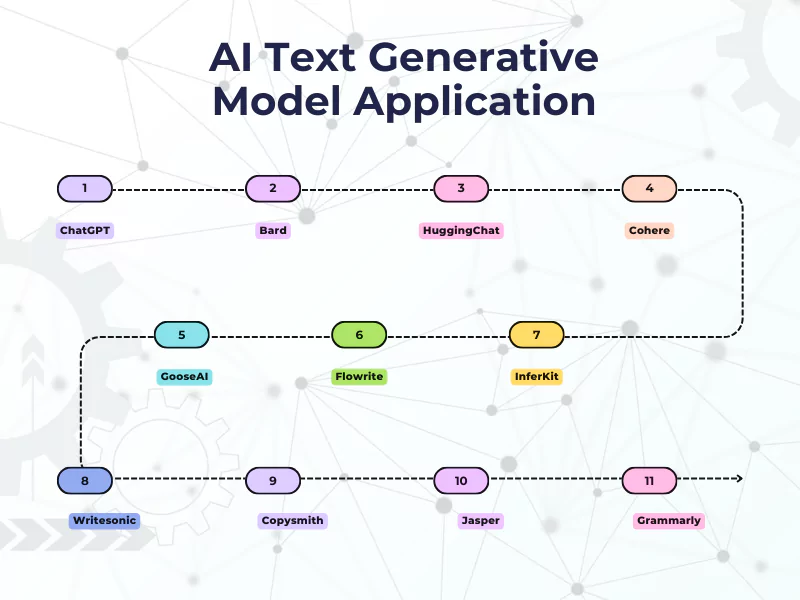 AI Text Generative
Model Application
1
2
3
4
ChatGPT
Bard
HuggingChat
Cohere
5
6
7
GooseAI
Flowrite
InferKit
8
9
10
11
Writesonic
Copysmith
Jasper
Grammarly